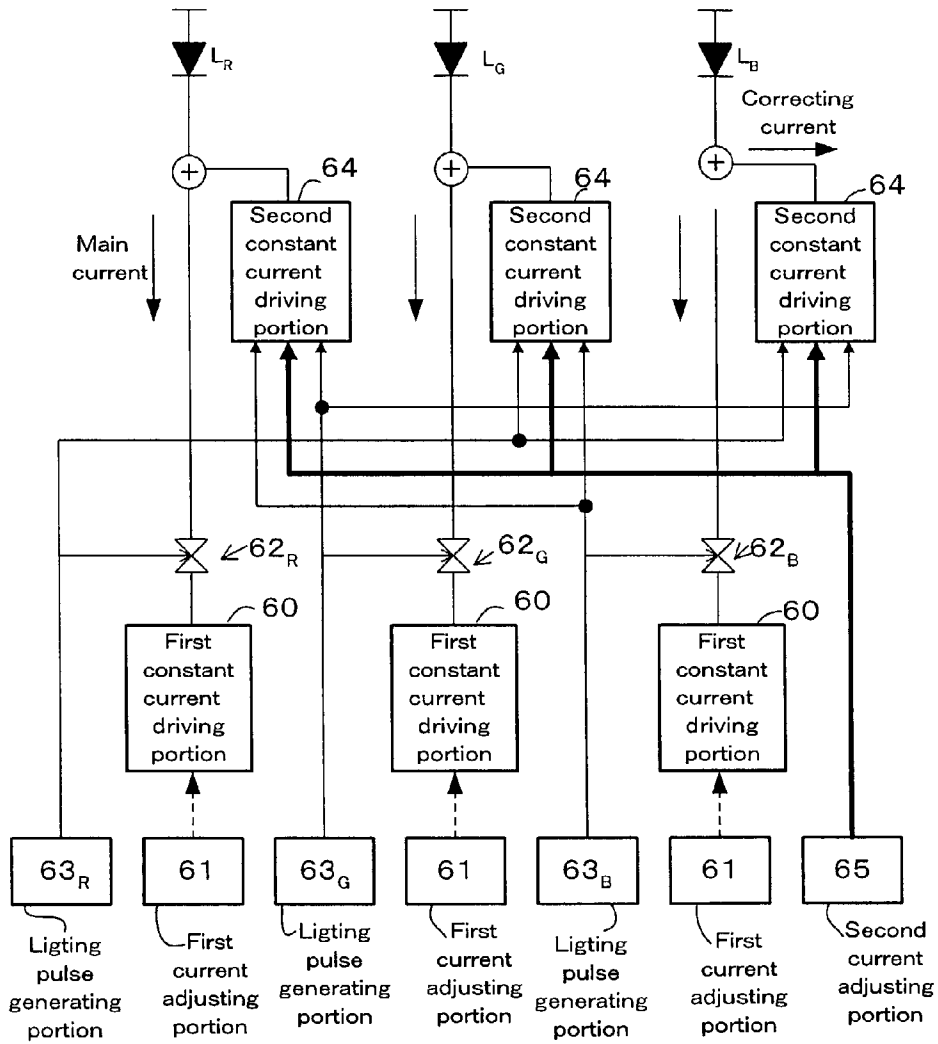 L_R
L_G
L_B
Correcting
current
64
64
64
Second
constant
current
driving
portion
Second
constant
current
driving
portion
Second
constant
current
driving
portion
Main
current
62_R
62_G
62_B
60
60
60
First
constant
current
driving
portion
First
constant
current
driving
portion
First
constant
current
driving
portion
63_R
61
63_G
61
63_B
61
65
Ligting
pulse
generating
portion
First
current
adjusting
portion
Ligting
pulse
generating
portion
First
current
adjusting
portion
Ligting
pulse
generating
portion
First
current
adjusting
portion
Second
current
adjusting
portion